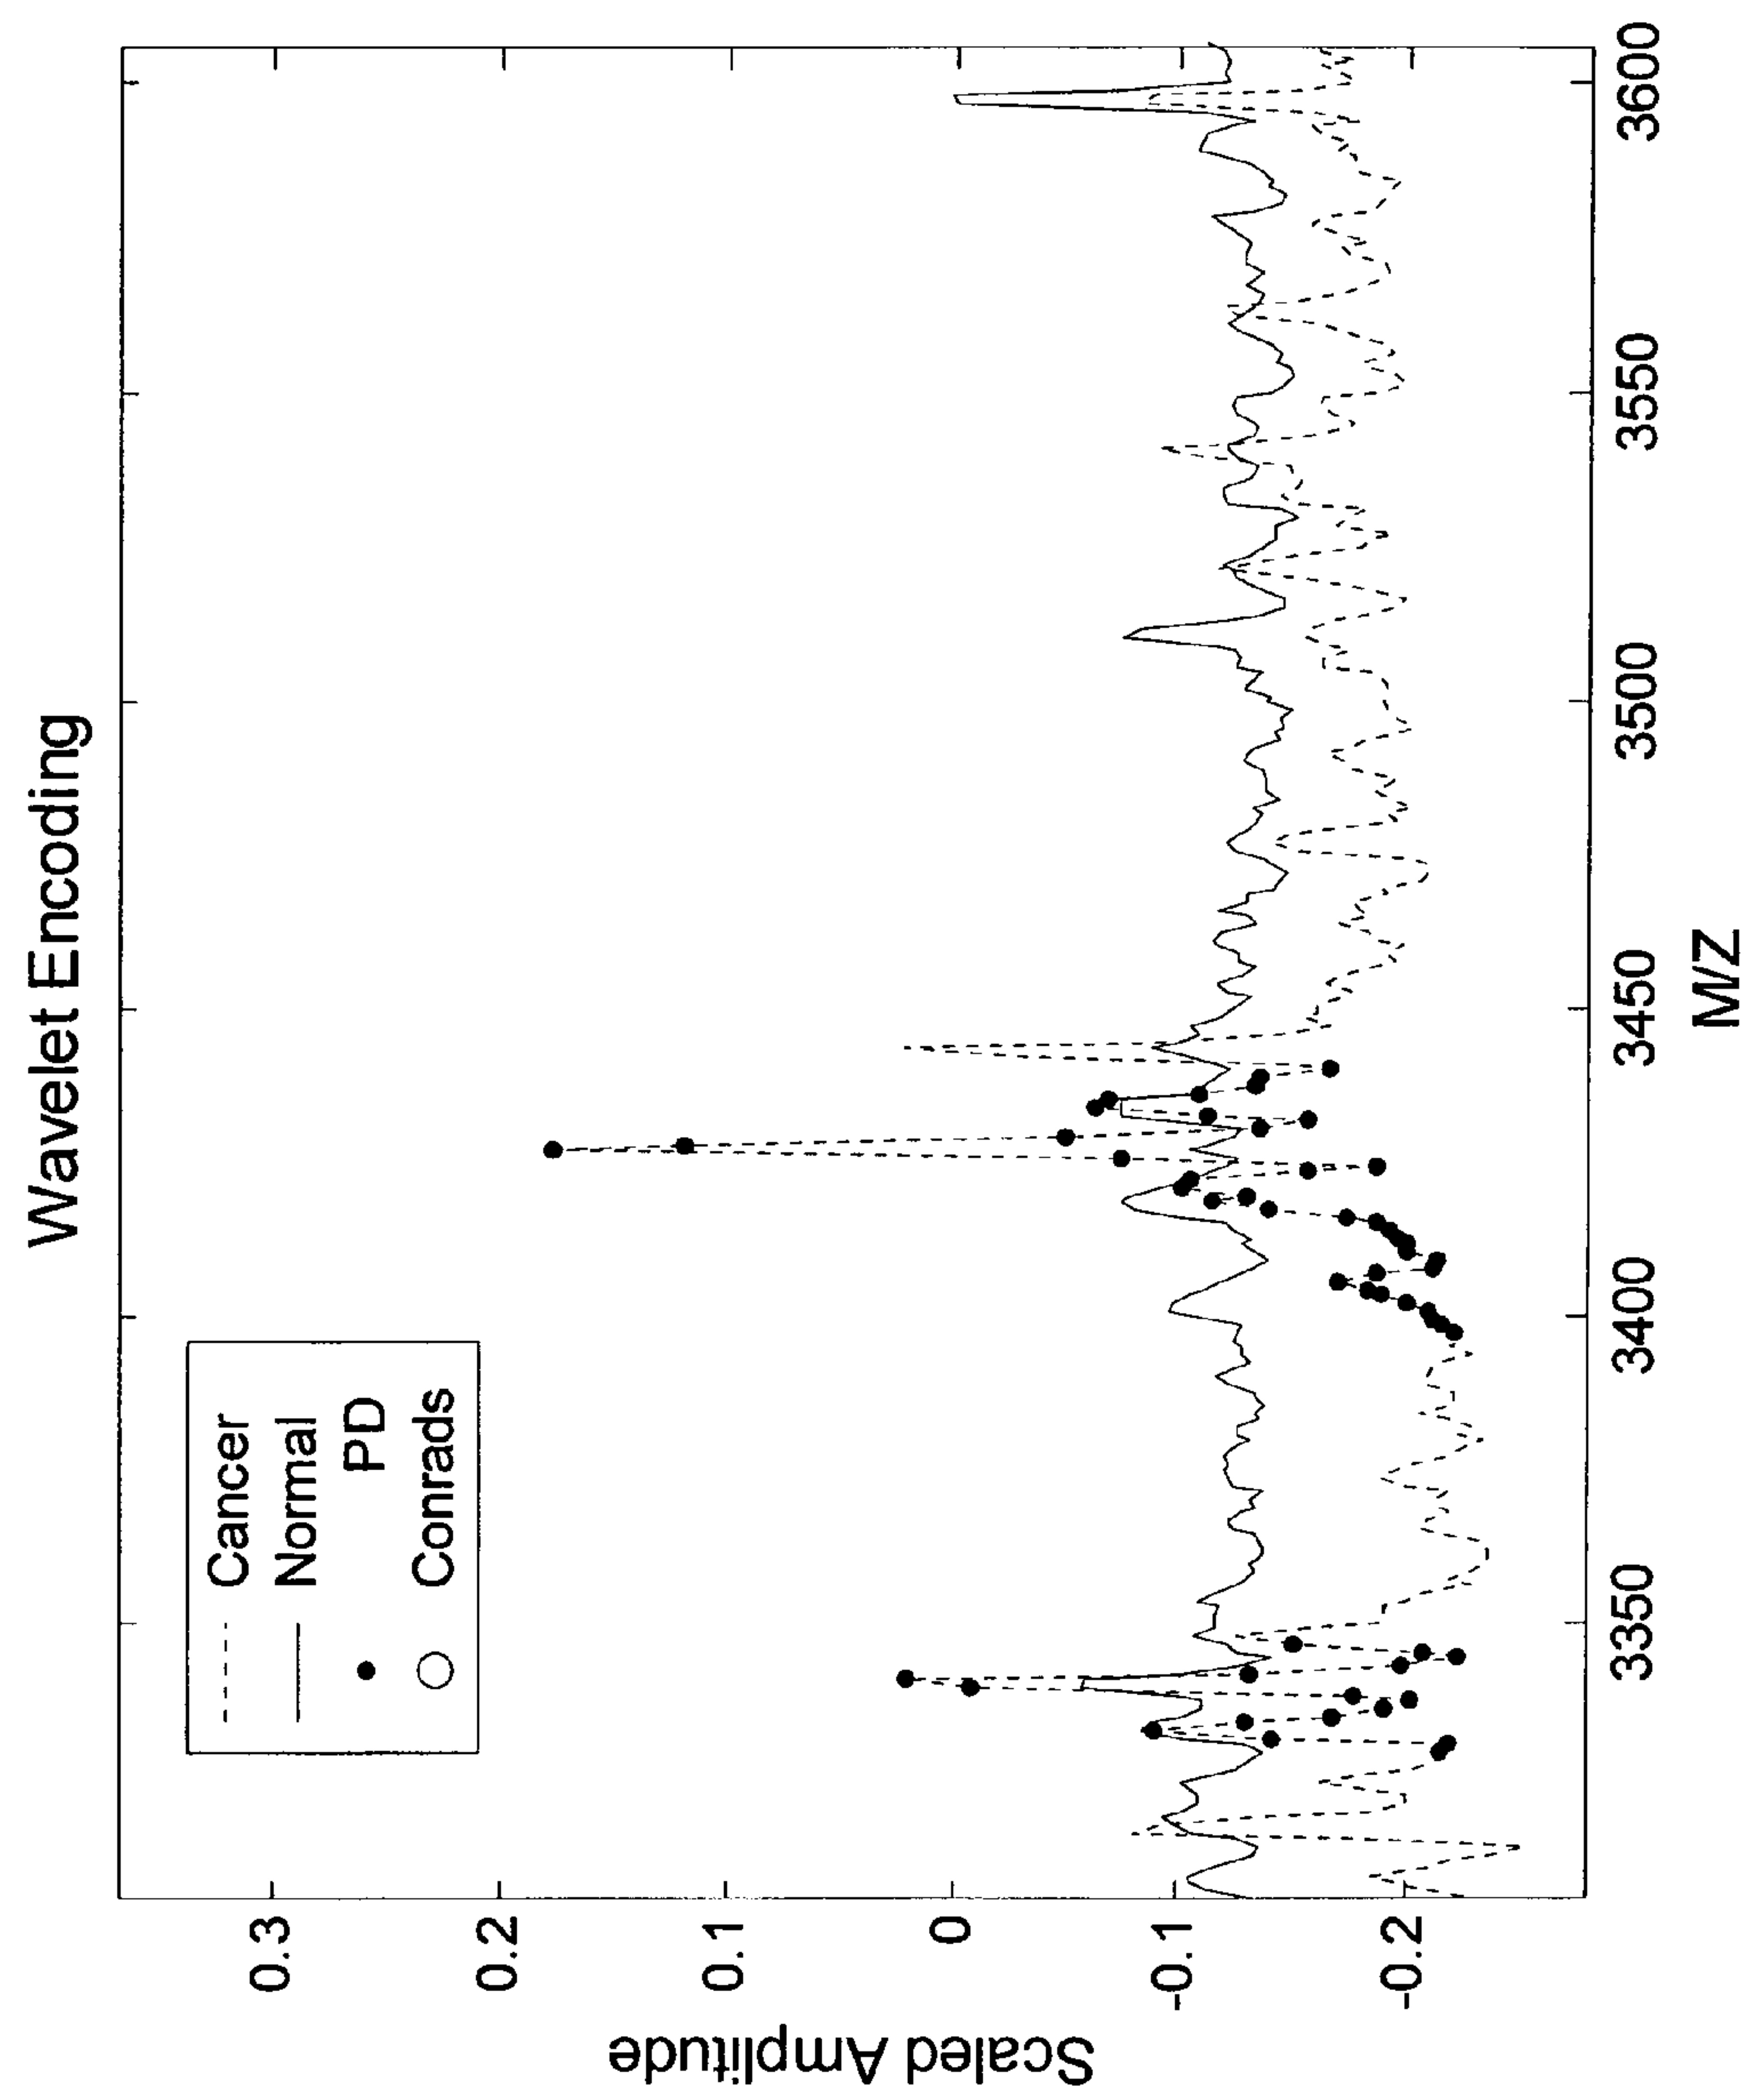 Wavelet Encoding
Cancer
Normal
PD
Conrads
0.3
0.2
0.1
0
-0.1
-0.2
Scaled Amplitude
3350
3400
3450
3500
3550
3600
M/Z